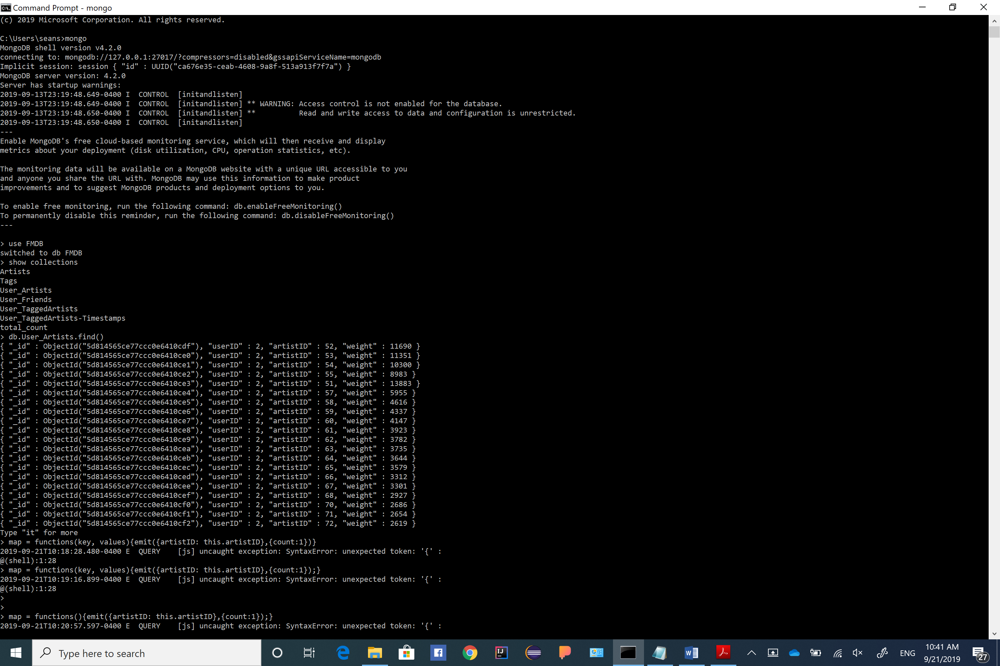 Command Prompt - mongo
(c) 2019 Microsoft Corporation. All rights reserved.
C:\Users\seans>mongo
MongoDB shell version v4.2.0
connecting to: mongodb://127.0.0.1:27017/?compressors=disabled&gssapiServiceName=mongodb
Implicit session: session { "id" : UUID("ca676e35-ceab-4608-9a8f-513a913f7f7a") }
MongoDB server version: 4.2.0
Server has startup warnings:
2019-09-13T23:19:48.649-0400 I  CONTROL  [initandlisten]
2019-09-13T23:19:48.649-0400 I  CONTROL  [initandlisten] ** WARNING: Access control is not enabled for the database.
2019-09-13T23:19:48.650-0400 I  CONTROL  [initandlisten] **          Read and write access to data and configuration is unrestricted.
2019-09-13T23:19:48.650-0400 I  CONTROL  [initandlisten]
---
Enable MongoDB's free cloud-based monitoring service, which will then receive and display
metrics about your deployment (disk utilization, CPU, operation statistics, etc).
The monitoring data will be available on a MongoDB website with a unique URL accessible to you
and anyone you share the URL with. MongoDB may use this information to make product
improvements and to suggest MongoDB products and deployment options to you.
To enable free monitoring, run the following command: db.enableFreeMonitoring()
To permanently disable this reminder, run the following command: db.disableFreeMonitoring()
---
> use FMDB
switched to db FMDB
> show collections
Artists
Tags
User_Artists
User_Friends
User_TaggedArtists
User_TaggedArtists-Timestamps
total_count
> db.User_Artists.find()
{ "_id" : ObjectId("5d814565ce77ccc0e6410cdf"), "userID" : 2, "artistID" : 52, "weight" : 11690 }
{ "_id" : ObjectId("5d814565ce77ccc0e6410ce0"), "userID" : 2, "artistID" : 53, "weight" : 11351 }
{ "_id" : ObjectId("5d814565ce77ccc0e6410ce1"), "userID" : 2, "artistID" : 54, "weight" : 10300 }
{ "_id" : ObjectId("5d814565ce77ccc0e6410ce2"), "userID" : 2, "artistID" : 55, "weight" : 8983 }
{ "_id" : ObjectId("5d814565ce77ccc0e6410ce3"), "userID" : 2, "artistID" : 51, "weight" : 13883 }
{ "_id" : ObjectId("5d814565ce77ccc0e6410ce4"), "userID" : 2, "artistID" : 57, "weight" : 5955 }
{ "_id" : ObjectId("5d814565ce77ccc0e6410ce5"), "userID" : 2, "artistID" : 58, "weight" : 4616 }
{ "_id" : ObjectId("5d814565ce77ccc0e6410ce6"), "userID" : 2, "artistID" : 59, "weight" : 4337 }
{ "_id" : ObjectId("5d814565ce77ccc0e6410ce7"), "userID" : 2, "artistID" : 60, "weight" : 4147 }
{ "_id" : ObjectId("5d814565ce77ccc0e6410ce8"), "userID" : 2, "artistID" : 61, "weight" : 3923 }
{ "_id" : ObjectId("5d814565ce77ccc0e6410ce9"), "userID" : 2, "artistID" : 62, "weight" : 3782 }
{ "_id" : ObjectId("5d814565ce77ccc0e6410cea"), "userID" : 2, "artistID" : 63, "weight" : 3735 }
{ "_id" : ObjectId("5d814565ce77ccc0e6410ceb"), "userID" : 2, "artistID" : 64, "weight" : 3644 }
{ "_id" : ObjectId("5d814565ce77ccc0e6410cec"), "userID" : 2, "artistID" : 65, "weight" : 3579 }
{ "_id" : ObjectId("5d814565ce77ccc0e6410ced"), "userID" : 2, "artistID" : 66, "weight" : 3312 }
{ "_id" : ObjectId("5d814565ce77ccc0e6410cee"), "userID" : 2, "artistID" : 67, "weight" : 3301 }
{ "_id" : ObjectId("5d814565ce77ccc0e6410cef"), "userID" : 2, "artistID" : 68, "weight" : 2927 }
{ "_id" : ObjectId("5d814565ce77ccc0e6410cf0"), "userID" : 2, "artistID" : 70, "weight" : 2686 }
{ "_id" : ObjectId("5d814565ce77ccc0e6410cf1"), "userID" : 2, "artistID" : 71, "weight" : 2654 }
{ "_id" : ObjectId("5d814565ce77ccc0e6410cf2"), "userID" : 2, "artistID" : 72, "weight" : 2619 }
Type "it" for more
> map = functions(key, values){emit({artistID: this.artistID},{count:1})}
2019-09-21T10:18:28.480-0400 E  QUERY    [js] uncaught exception: SyntaxError: unexpected token: '{' :
@(shell):1:28
> map = functions(key, values){emit({artistID: this.artistID},{count:1});}
2019-09-21T10:19:16.899-0400 E  QUERY    [js] uncaught exception: SyntaxError: unexpected token: '{' :
@(shell):1:28
>
>
> map = functions(){emit({artistID: this.artistID},{count:1});}
2019-09-21T10:20:57.597-0400 E  QUERY    [js] uncaught exception: SyntaxError: unexpected token: '{' :
Type here to search
ENG
10:41 AM
9/21/2019
27